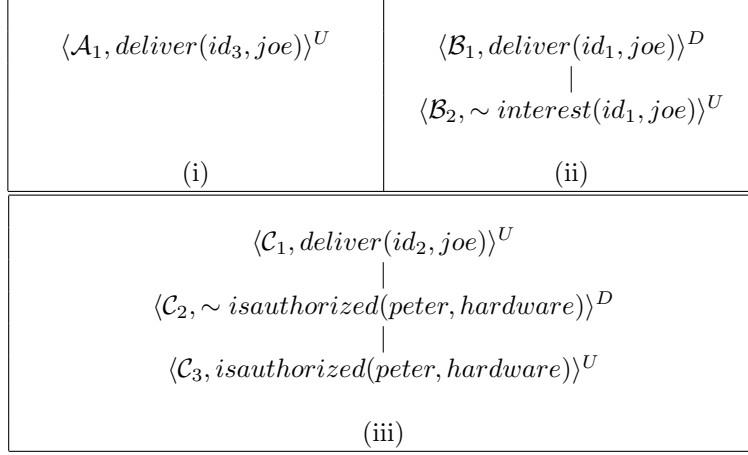 ⟨𝒜₁, deliver(id₃, joe)⟩ᵁ
(i)
⟨ℬ₁, deliver(id₁, joe)⟩ᴰ
⟨ℬ₂, ∼ interest(id₁, joe)⟩ᵁ
(ii)
⟨𝒞₁, deliver(id₂, joe)⟩ᵁ
⟨𝒞₂, ∼ isauthorized(peter, hardware)⟩ᴰ
⟨𝒞₃, isauthorized(peter, hardware)⟩ᵁ
(iii)